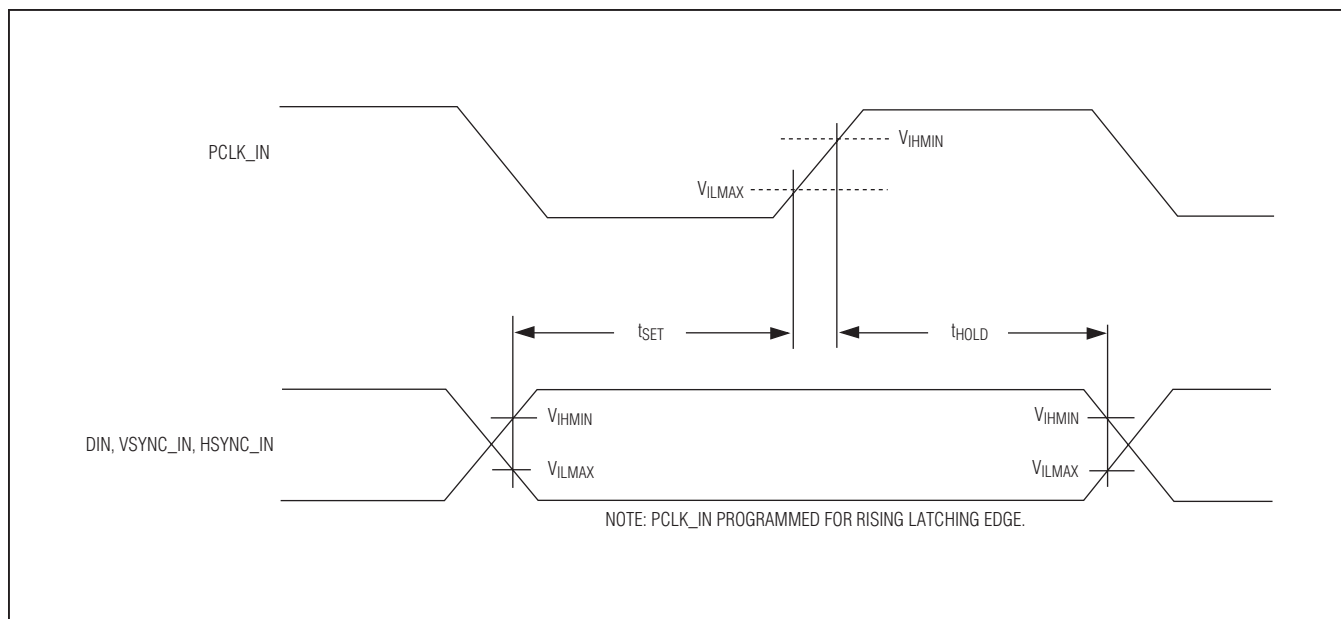 PCLK_IN
VIHMIN
VILMAX
tSET
tHOLD
VIHMIN
VIHMIN
DIN, VSYNC_IN, HSYNC_IN
VILMAX
VILMAX
NOTE: PCLK_IN PROGRAMMED FOR RISING LATCHING EDGE.